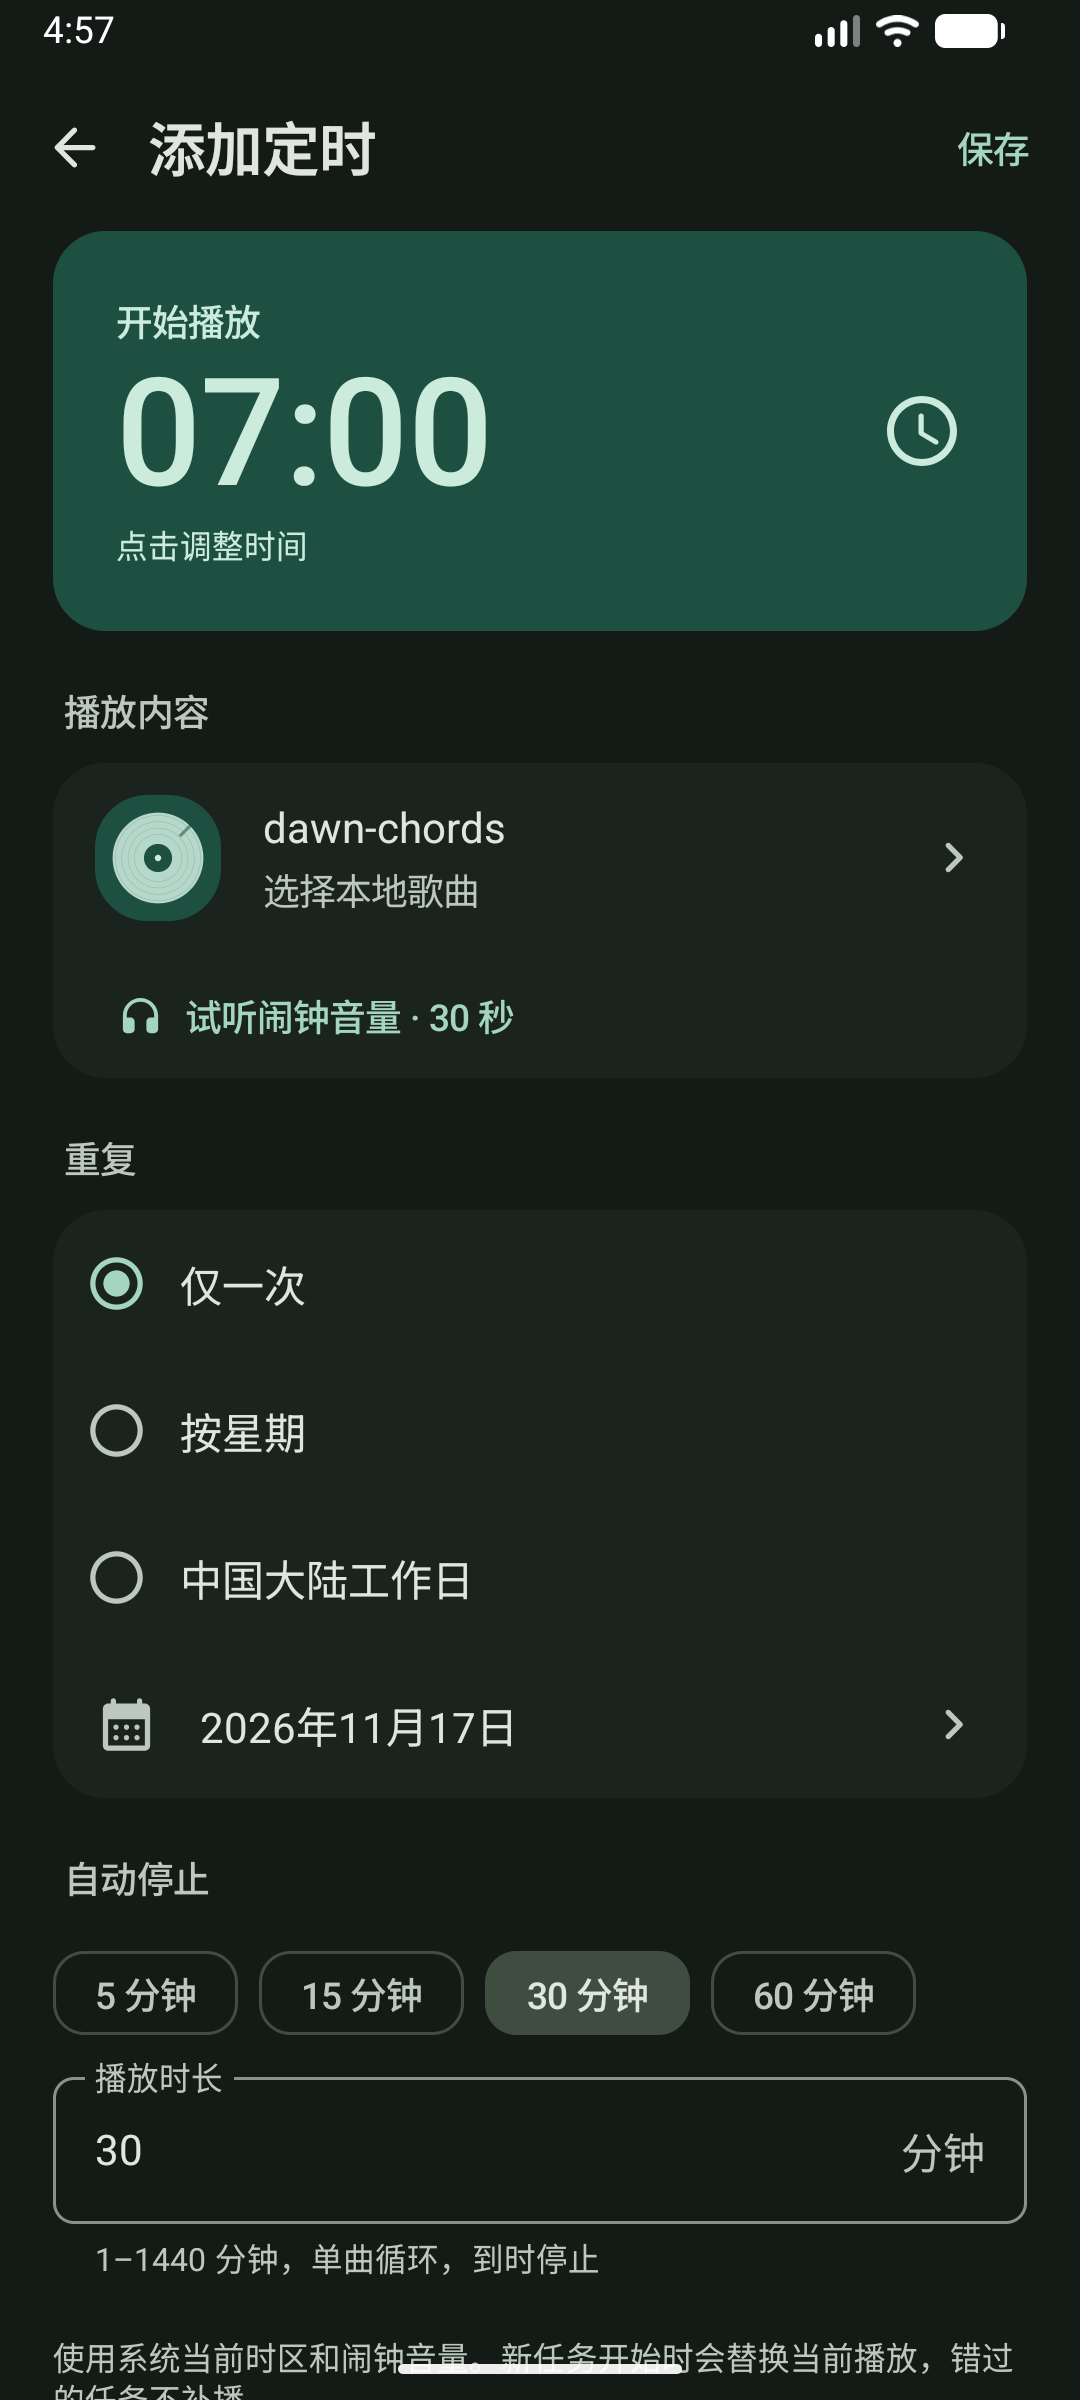 4:57
添加定时
保存
开始播放
07:00
点击调整时间
播放内容
dawn-chords
选择本地歌曲
试听闹钟音量 · 30 秒
重复
仅一次
按星期
中国大陆工作日
2026年11月17日
自动停止
5 分钟
15 分钟
30 分钟
60 分钟
播放时长
30
分钟
1–1440 分钟，单曲循环，到时停止
使用系统当前时区和闹钟音量。新任务开始时会替换当前播放，错过
的任务不补播